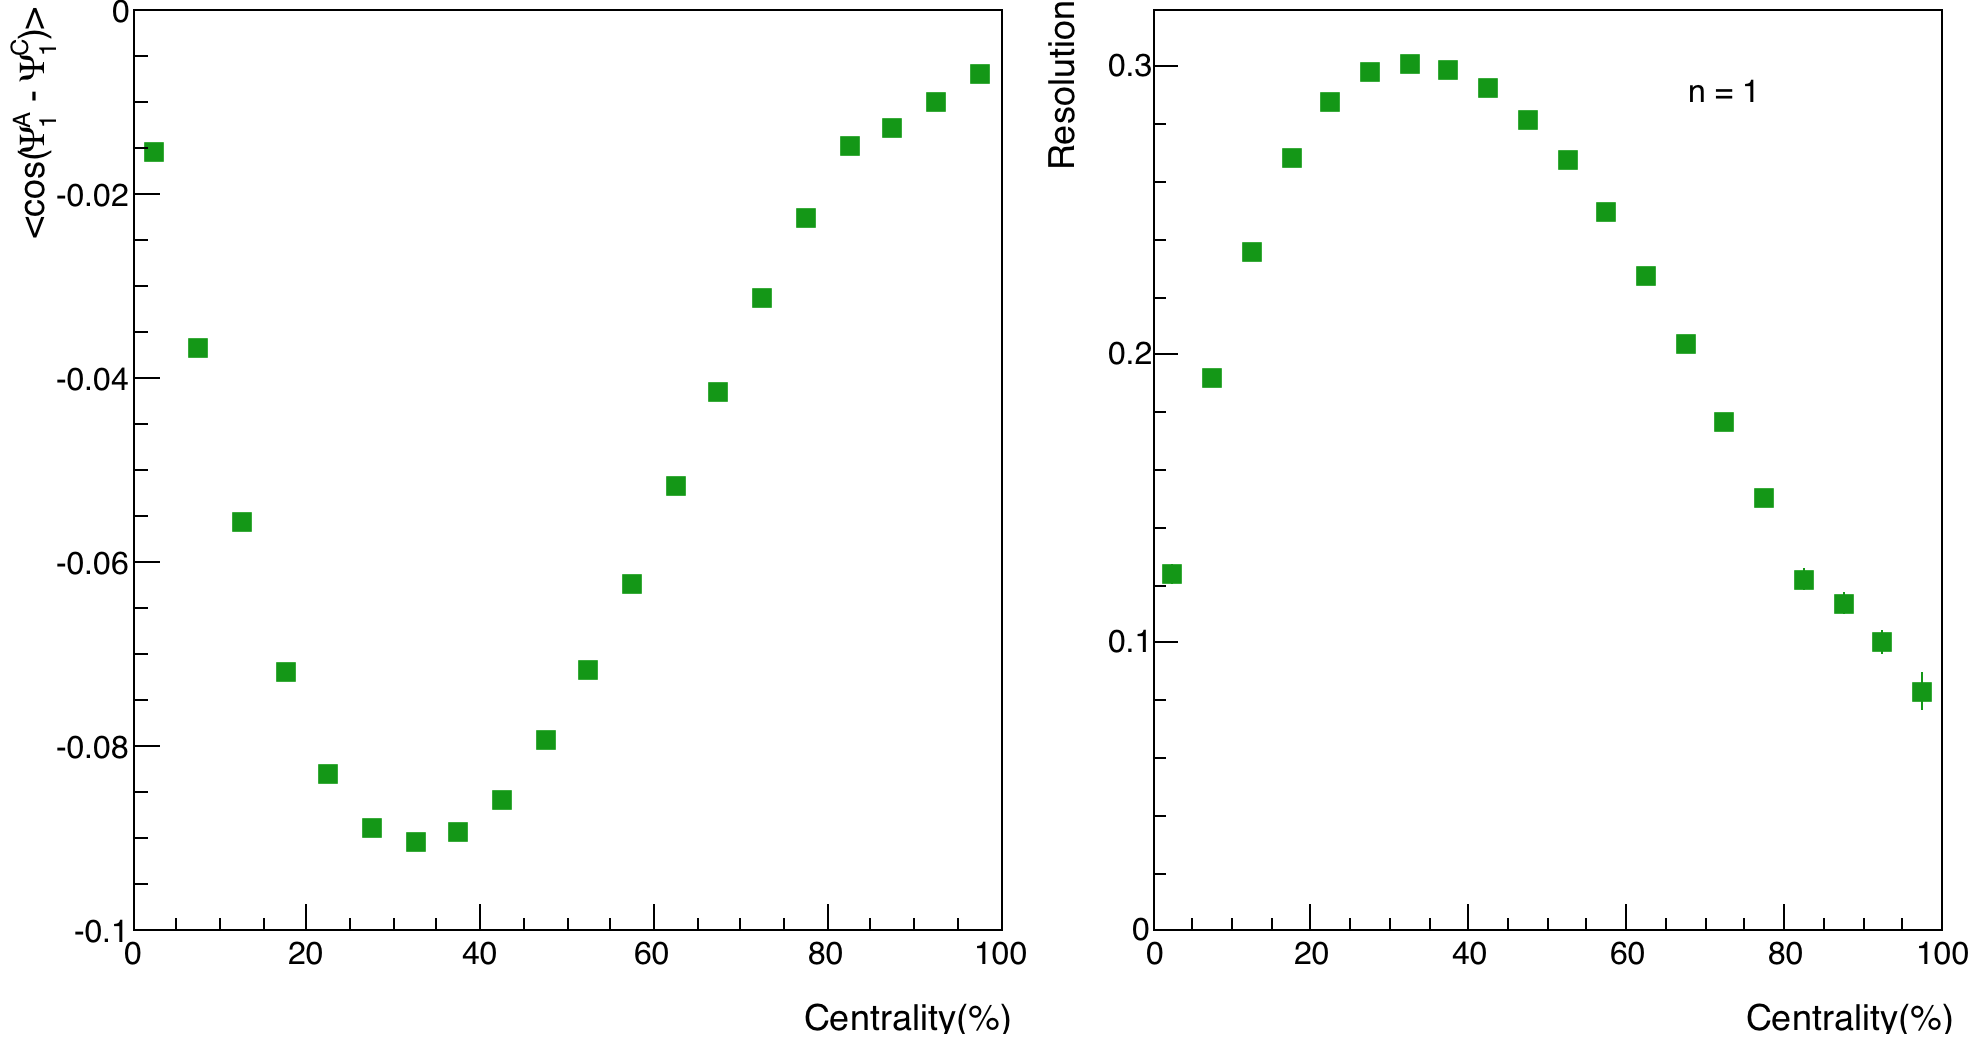 <cos(Ψ₁ᴬ - Ψ₁ᶜ)>
0
-0.02
-0.04
-0.06
-0.08
-0.1
0 20 40 60 80 100
Centrality(%)
Resolution
n = 1
0.3
0.2
0.1
0
0 20 40 60 80 100
Centrality(%)